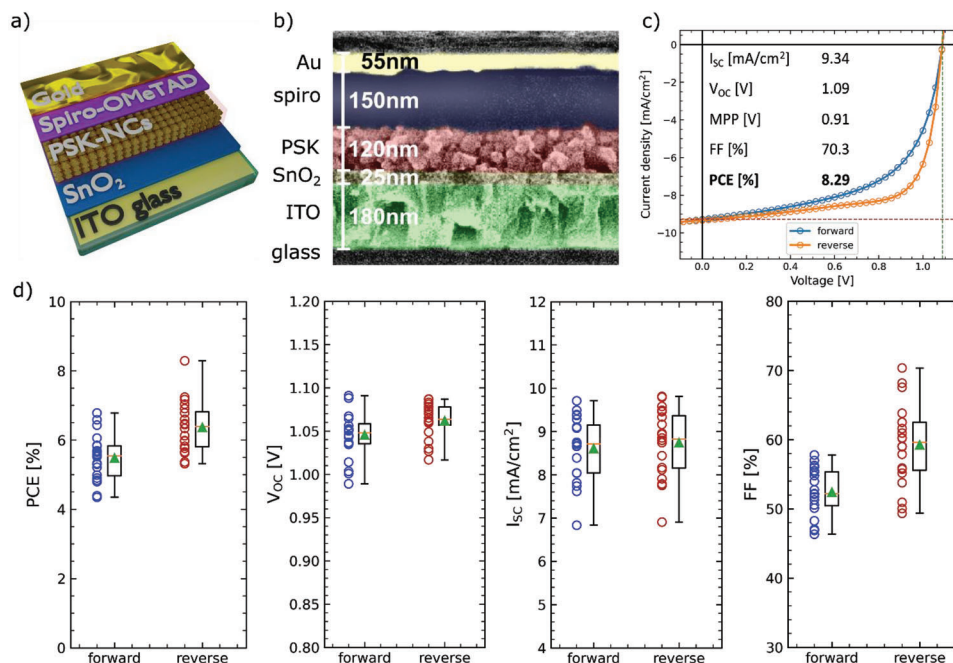 a)
Gold
Spiro-OMeTAD
PSK-NCs
SnO₂
ITO glass
b)
Au
spiro
PSK
SnO₂
ITO
glass
55nm
150nm
120nm
25nm
180nm
c)
Current density [mA/cm²]
0
−2
−4
−6
−8
−10
I_SC [mA/cm²] 9.34
V_OC [V] 1.09
MPP [V] 0.91
FF [%] 70.3
PCE [%] 8.29
forward
reverse
0.0 0.2 0.4 0.6 0.8 1.0
Voltage [V]
d)
PCE [%]
10
8
6
4
2
0
forward reverse
V_OC [V]
1.20
1.15
1.10
1.05
1.00
0.95
0.90
0.85
0.80
forward reverse
I_SC [mA/cm²]
12
11
10
9
8
7
6
5
4
forward reverse
FF [%]
80
70
60
50
40
30
forward reverse